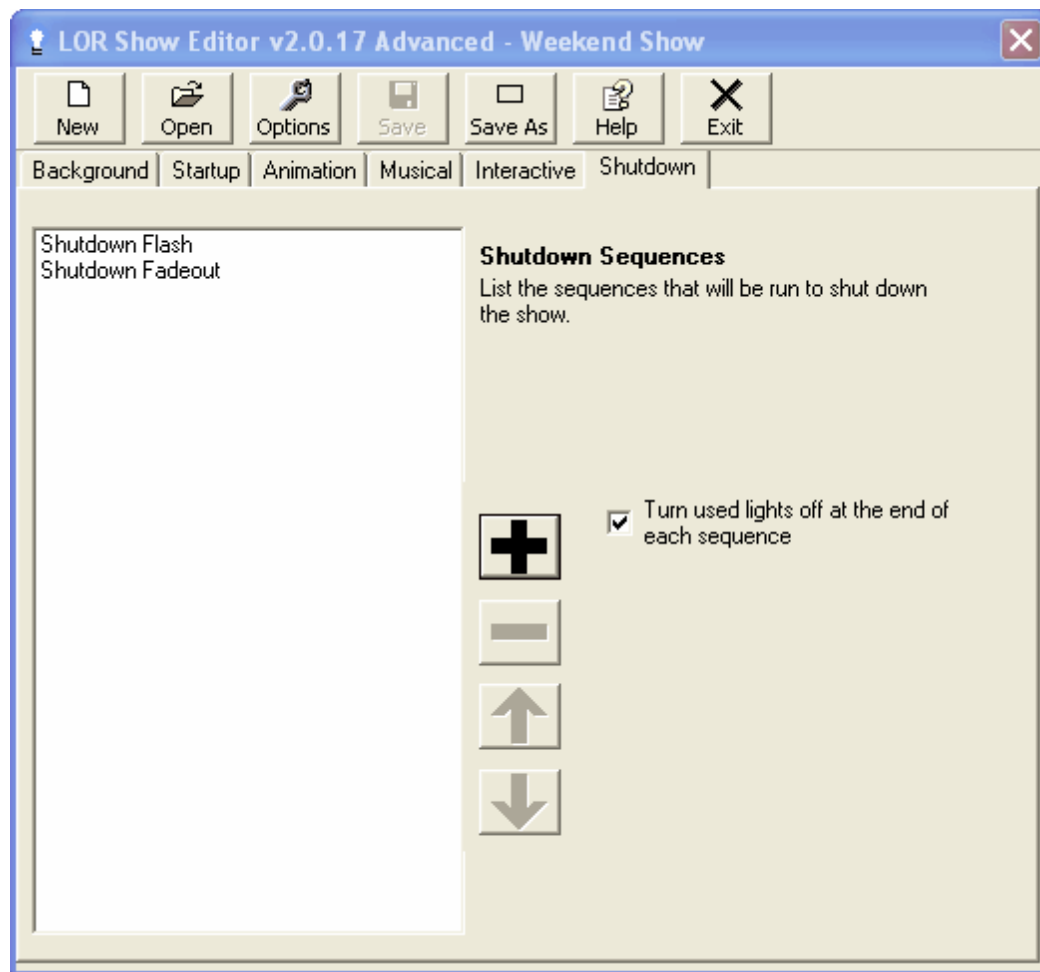 LOR Show Editor v2.0.17 Advanced - Weekend Show
New Open Options Save Save As Help Exit
Background Startup Animation Musical Interactive Shutdown
Shutdown Flash
Shutdown Fadeout
Shutdown Sequences
List the sequences that will be run to shut down
the show.
Turn used lights off at the end of
each sequence